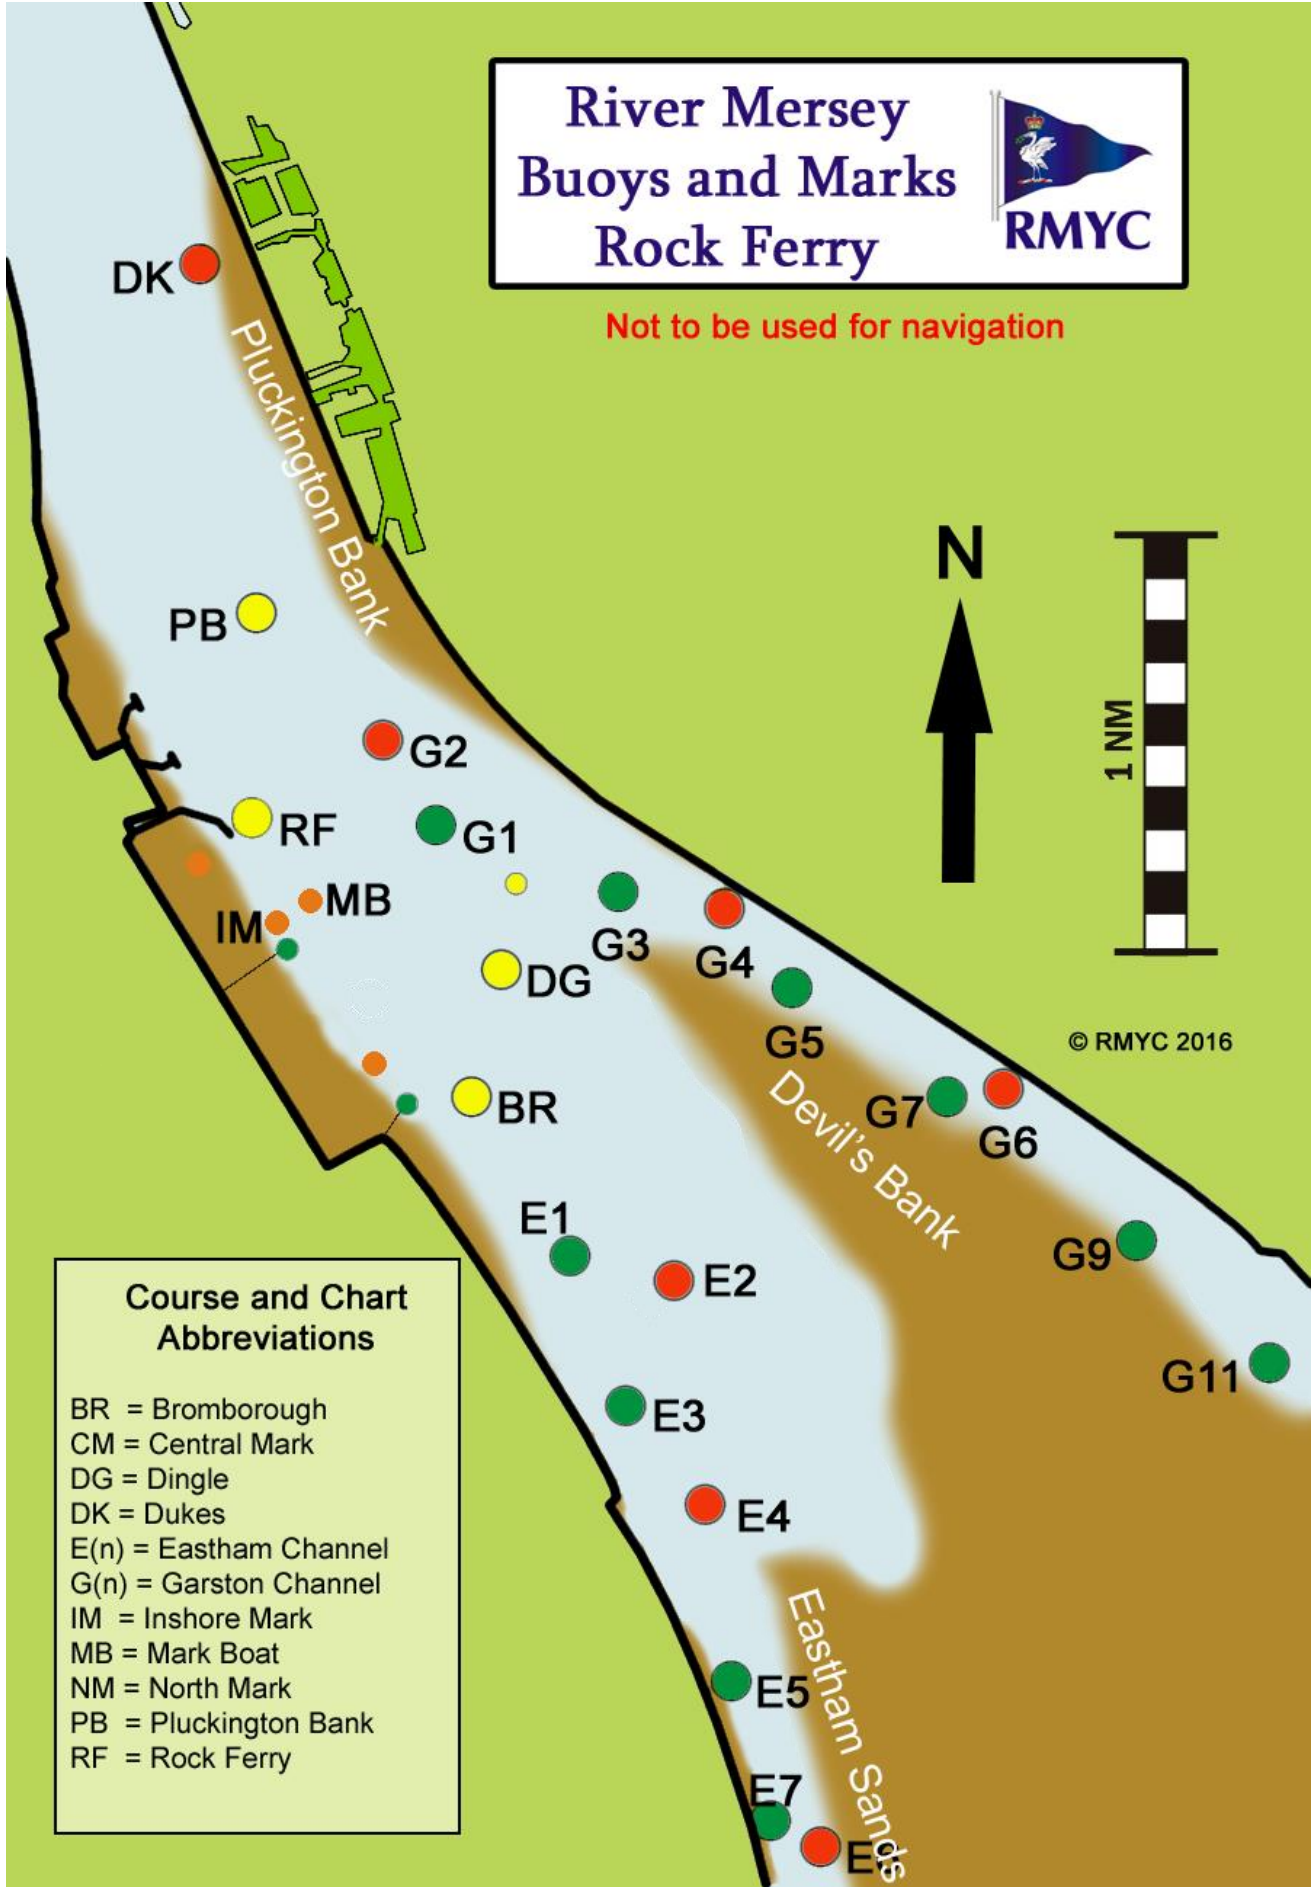 River Mersey
Buoys and Marks
Rock Ferry
RMYC
Not to be used for navigation
DK
Pluckington Bank
N
1 NM
PB
G2
RF
G1
MB
IM
G3
G4
DG
G5
© RMYC 2016
Devil's Bank
G7
G6
BR
E1
E2
G9
G11
E3
E4
Eastham Sands
E5
E7
Course and Chart
Abbreviations
BR = Bromborough
CM = Central Mark
DG = Dingle
DK = Dukes
E(n) = Eastham Channel
G(n) = Garston Channel
IM = Inshore Mark
MB = Mark Boat
NM = North Mark
PB = Pluckington Bank
RF = Rock Ferry